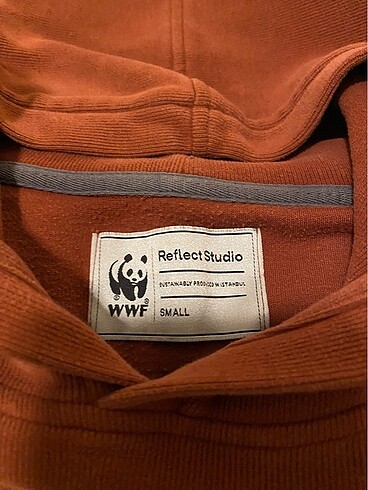 Reflect Studio
SUSTAINABLY PRODUCED IN ISTANBUL
WWF
SMALL